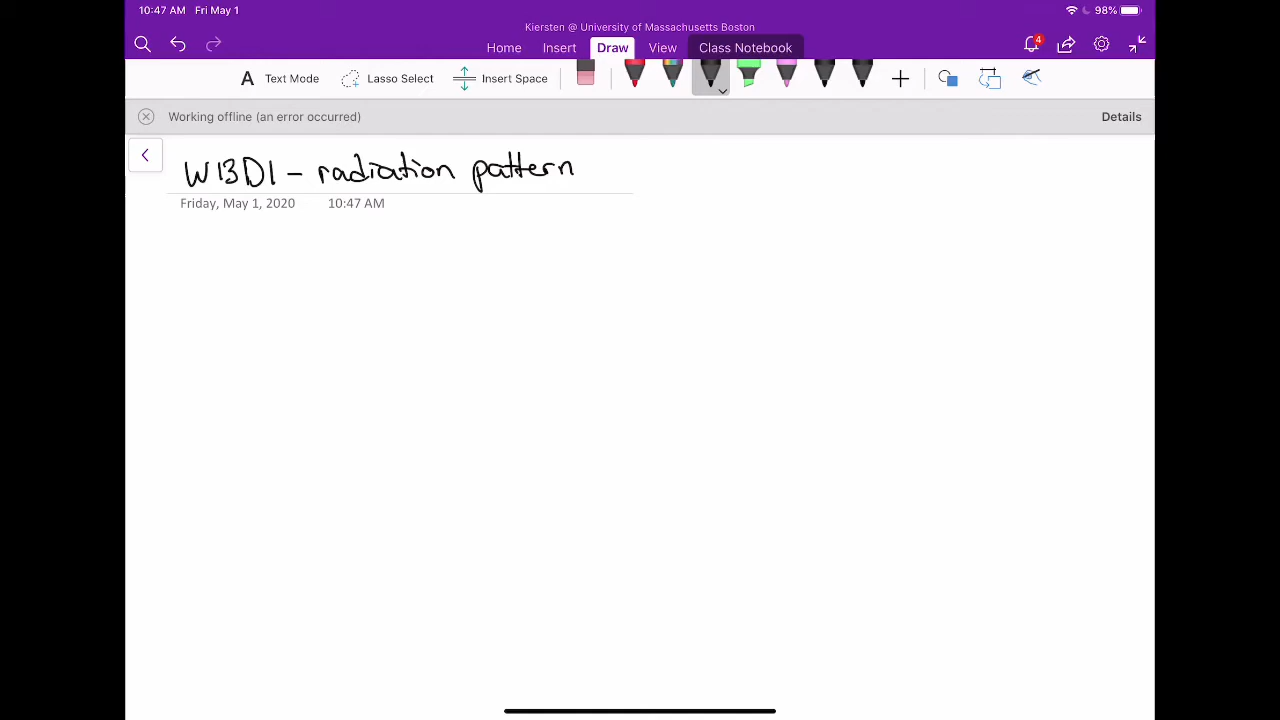 10:47 AM Fri May 1
98%
Kiersten @ University of Massachusetts Boston
Home Insert Draw View Class Notebook
4
A Text Mode Lasso Select Insert Space
Working offline (an error occurred) Details
W13D1 - radiation pattern
Friday, May 1, 2020 10:47 AM